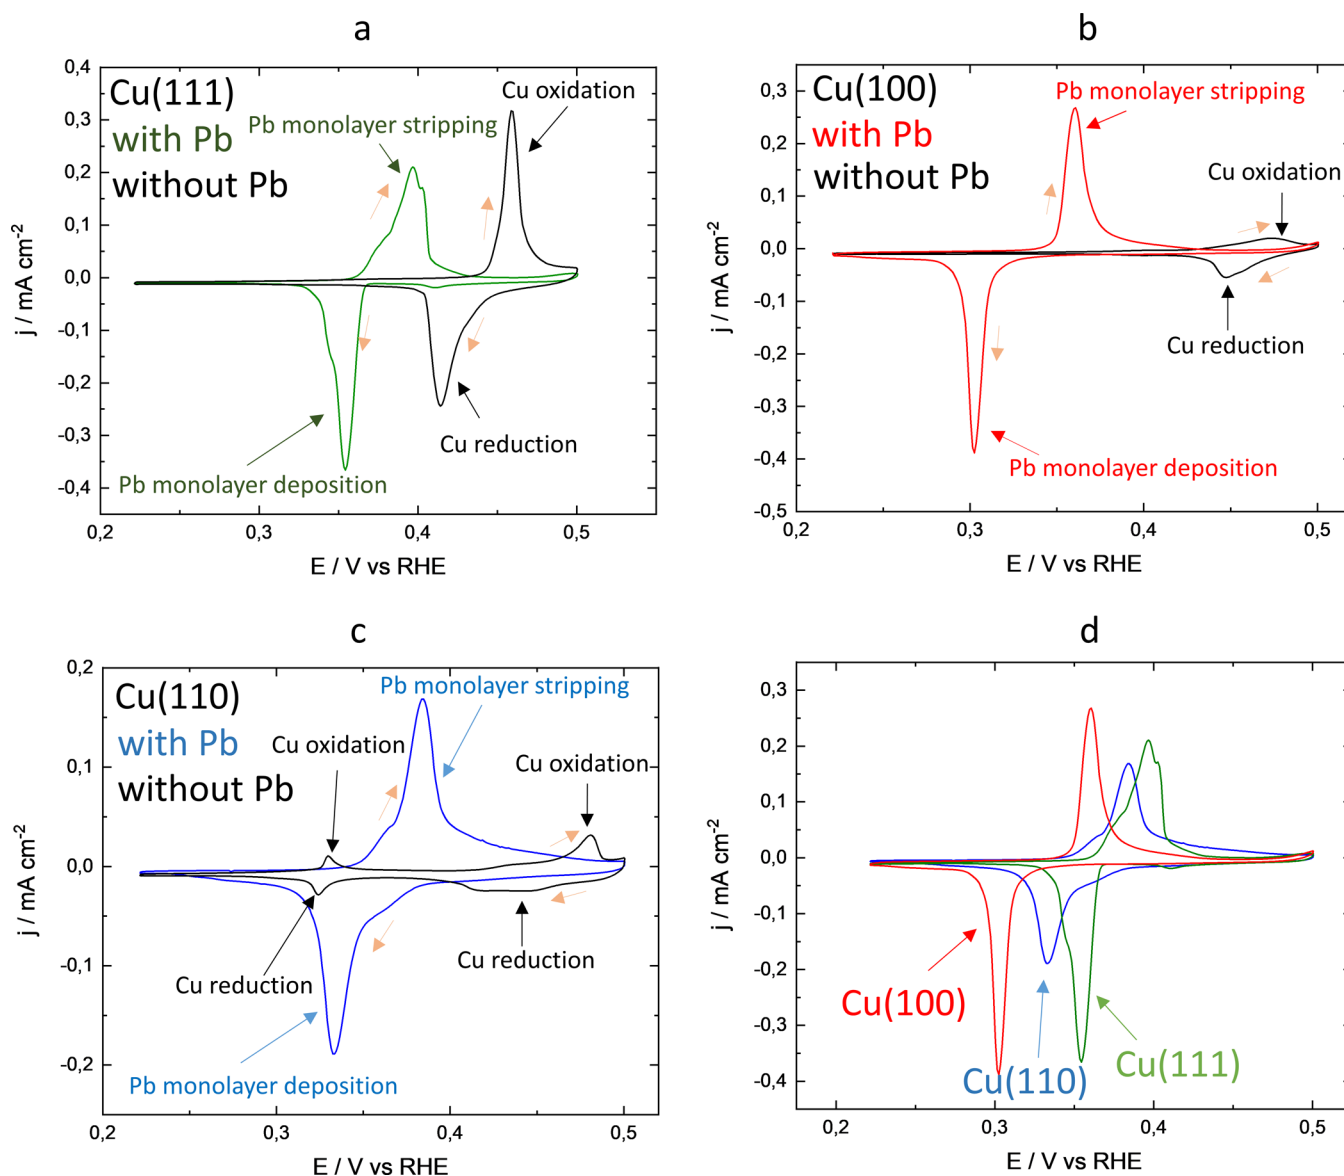 a
Cu(111)
with Pb
without Pb
Cu oxidation
Pb monolayer stripping
Cu reduction
Pb monolayer deposition
0,4
0,3
0,2
0,1
0,0
-0,1
-0,2
-0,3
-0,4
j / mA cm-2
0,2 0,3 0,4 0,5
E / V vs RHE
b
Cu(100)
with Pb
without Pb
Pb monolayer stripping
Cu oxidation
Cu reduction
Pb monolayer deposition
0,3
0,2
0,1
0,0
-0,1
-0,2
-0,3
-0,4
-0,5
j / mA cm-2
0,2 0,3 0,4 0,5
E / V vs RHE
c
Cu(110)
with Pb
without Pb
Pb monolayer stripping
Cu oxidation
Cu oxidation
Cu reduction
Cu reduction
Pb monolayer deposition
0,2
0,1
0,0
-0,1
-0,2
j / mA cm-2
0,2 0,3 0,4 0,5
E / V vs RHE
d
0,3
0,2
0,1
0,0
-0,1
-0,2
-0,3
-0,4
j / mA cm-2
Cu(100)
Cu(110)
Cu(111)
0,2 0,3 0,4 0,5
E / V vs RHE